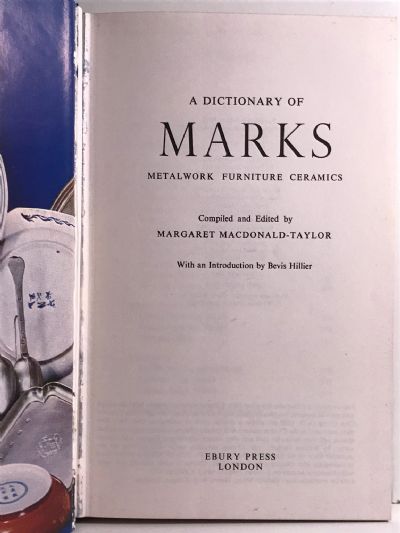 A DICTIONARY OF
MARKS
METALWORK FURNITURE CERAMICS
Compiled and Edited by
MARGARET MACDONALD-TAYLOR
With an Introduction by Bevis Hillier
EBURY PRESS
LONDON